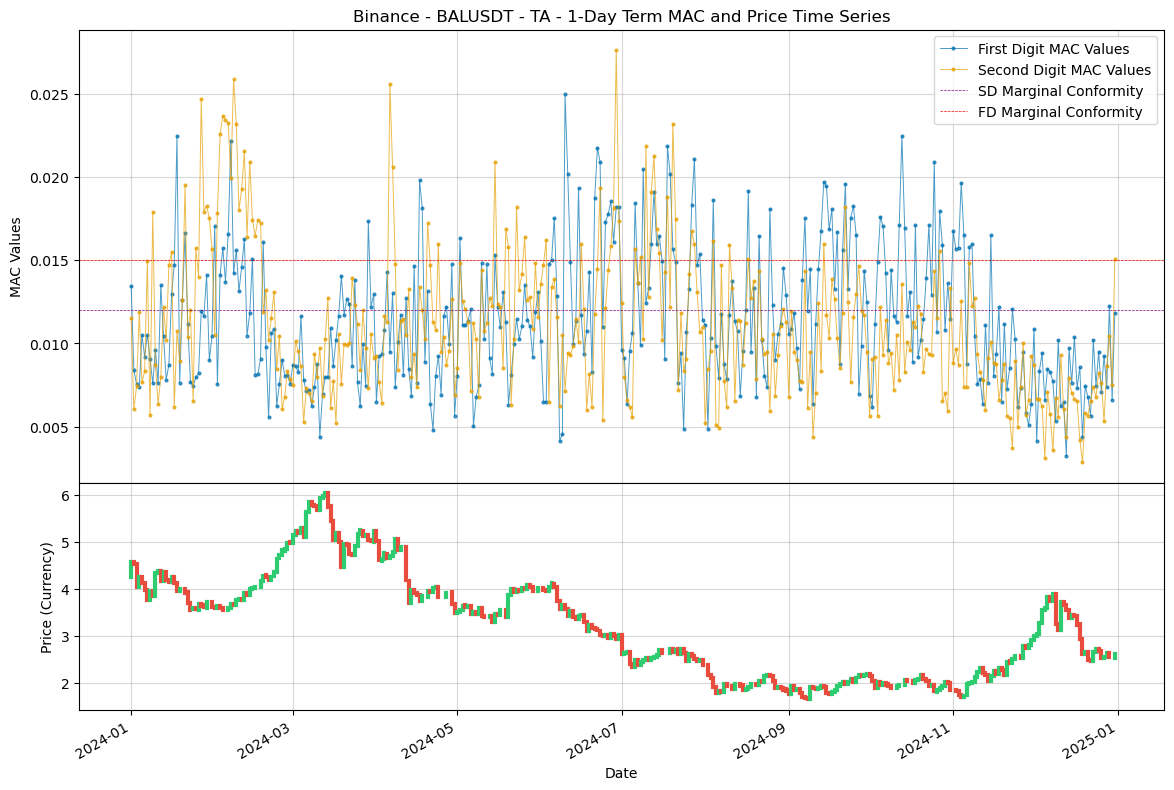 Binance - BALUSDT - TA - 1-Day Term MAC and Price Time Series
First Digit MAC Values
Second Digit MAC Values
SD Marginal Conformity
FD Marginal Conformity
MAC Values
0.025
0.020
0.015
0.010
0.005
Price (Currency)
6
5
4
3
2
2024-01
2024-03
2024-05
2024-07
2024-09
2024-11
2025-01
Date